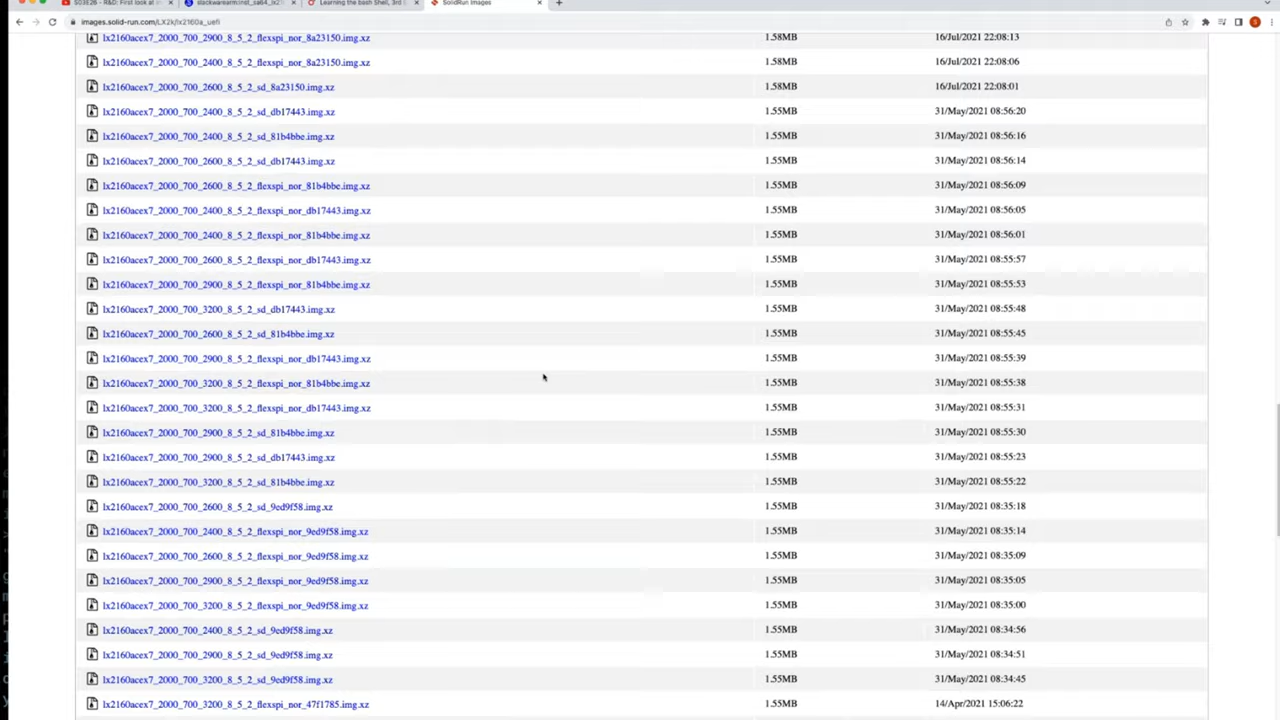 S03E26 - R&D: First look at in
slackwarearm:inst_sa64_lx2
Learning the bash Shell, 3rd
SolidRun Images
images.solid-run.com/LX2k/lx2160a_uefi
lx2160acex7_2000_700_2900_8_5_2_flexspi_nor_8a23150.img.xz 1.58MB 16/Jul/2021 22:08:13
lx2160acex7_2000_700_2400_8_5_2_flexspi_nor_8a23150.img.xz 1.58MB 16/Jul/2021 22:08:06
lx2160acex7_2000_700_2600_8_5_2_sd_8a23150.img.xz 1.58MB 16/Jul/2021 22:08:01
lx2160acex7_2000_700_2400_8_5_2_sd_db17443.img.xz 1.55MB 31/May/2021 08:56:20
lx2160acex7_2000_700_2400_8_5_2_sd_81b4bbe.img.xz 1.55MB 31/May/2021 08:56:16
lx2160acex7_2000_700_2600_8_5_2_sd_db17443.img.xz 1.55MB 31/May/2021 08:56:14
lx2160acex7_2000_700_2600_8_5_2_flexspi_nor_81b4bbe.img.xz 1.55MB 31/May/2021 08:56:09
lx2160acex7_2000_700_2400_8_5_2_flexspi_nor_db17443.img.xz 1.55MB 31/May/2021 08:56:05
lx2160acex7_2000_700_2400_8_5_2_flexspi_nor_81b4bbe.img.xz 1.55MB 31/May/2021 08:56:01
lx2160acex7_2000_700_2600_8_5_2_flexspi_nor_db17443.img.xz 1.55MB 31/May/2021 08:55:57
lx2160acex7_2000_700_2900_8_5_2_flexspi_nor_81b4bbe.img.xz 1.55MB 31/May/2021 08:55:53
lx2160acex7_2000_700_3200_8_5_2_sd_db17443.img.xz 1.55MB 31/May/2021 08:55:48
lx2160acex7_2000_700_2600_8_5_2_sd_81b4bbe.img.xz 1.55MB 31/May/2021 08:55:45
lx2160acex7_2000_700_2900_8_5_2_flexspi_nor_db17443.img.xz 1.55MB 31/May/2021 08:55:39
lx2160acex7_2000_700_3200_8_5_2_flexspi_nor_81b4bbe.img.xz 1.55MB 31/May/2021 08:55:38
lx2160acex7_2000_700_3200_8_5_2_flexspi_nor_db17443.img.xz 1.55MB 31/May/2021 08:55:31
lx2160acex7_2000_700_2900_8_5_2_sd_81b4bbe.img.xz 1.55MB 31/May/2021 08:55:30
lx2160acex7_2000_700_2900_8_5_2_sd_db17443.img.xz 1.55MB 31/May/2021 08:55:23
lx2160acex7_2000_700_3200_8_5_2_sd_81b4bbe.img.xz 1.55MB 31/May/2021 08:55:22
lx2160acex7_2000_700_2600_8_5_2_sd_9ed9f58.img.xz 1.55MB 31/May/2021 08:35:18
lx2160acex7_2000_700_2400_8_5_2_flexspi_nor_9ed9f58.img.xz 1.55MB 31/May/2021 08:35:14
lx2160acex7_2000_700_2600_8_5_2_flexspi_nor_9ed9f58.img.xz 1.55MB 31/May/2021 08:35:09
lx2160acex7_2000_700_2900_8_5_2_flexspi_nor_9ed9f58.img.xz 1.55MB 31/May/2021 08:35:05
lx2160acex7_2000_700_3200_8_5_2_flexspi_nor_9ed9f58.img.xz 1.55MB 31/May/2021 08:35:00
lx2160acex7_2000_700_2400_8_5_2_sd_9ed9f58.img.xz 1.55MB 31/May/2021 08:34:56
lx2160acex7_2000_700_2900_8_5_2_sd_9ed9f58.img.xz 1.55MB 31/May/2021 08:34:51
lx2160acex7_2000_700_3200_8_5_2_sd_9ed9f58.img.xz 1.55MB 31/May/2021 08:34:45
lx2160acex7_2000_700_3200_8_5_2_flexspi_nor_47f1785.img.xz 1.55MB 14/Apr/2021 15:06:22